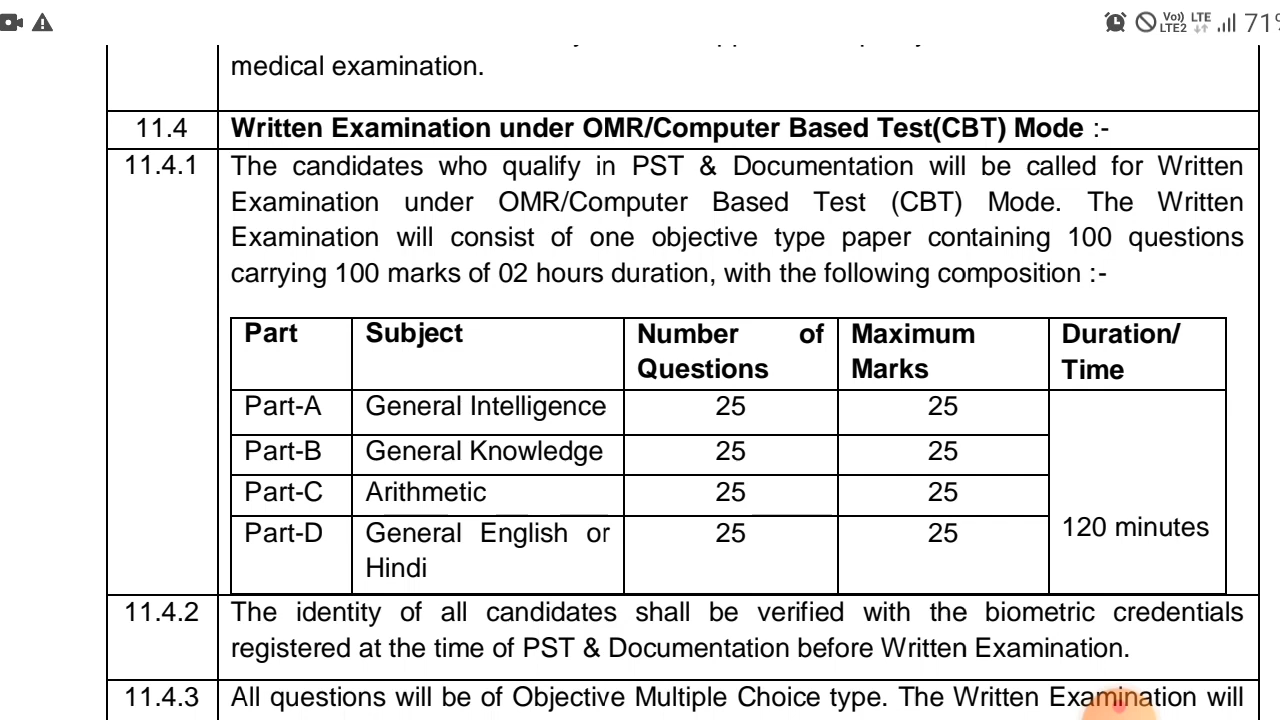 Vo)) LTE
LTE2
71%
medical examination.
11.4 Written Examination under OMR/Computer Based Test(CBT) Mode :-
11.4.1 The candidates who qualify in PST & Documentation will be called for Written
Examination under OMR/Computer Based Test (CBT) Mode. The Written
Examination will consist of one objective type paper containing 100 questions
carrying 100 marks of 02 hours duration, with the following composition :-
Part Subject Number of Maximum Duration/
Questions Marks Time
Part-A General Intelligence 25 25
Part-B General Knowledge 25 25
Part-C Arithmetic 25 25
Part-D General English or 25 25 120 minutes
Hindi
11.4.2 The identity of all candidates shall be verified with the biometric credentials
registered at the time of PST & Documentation before Written Examination.
11.4.3 All questions will be of Objective Multiple Choice type. The Written Examination will